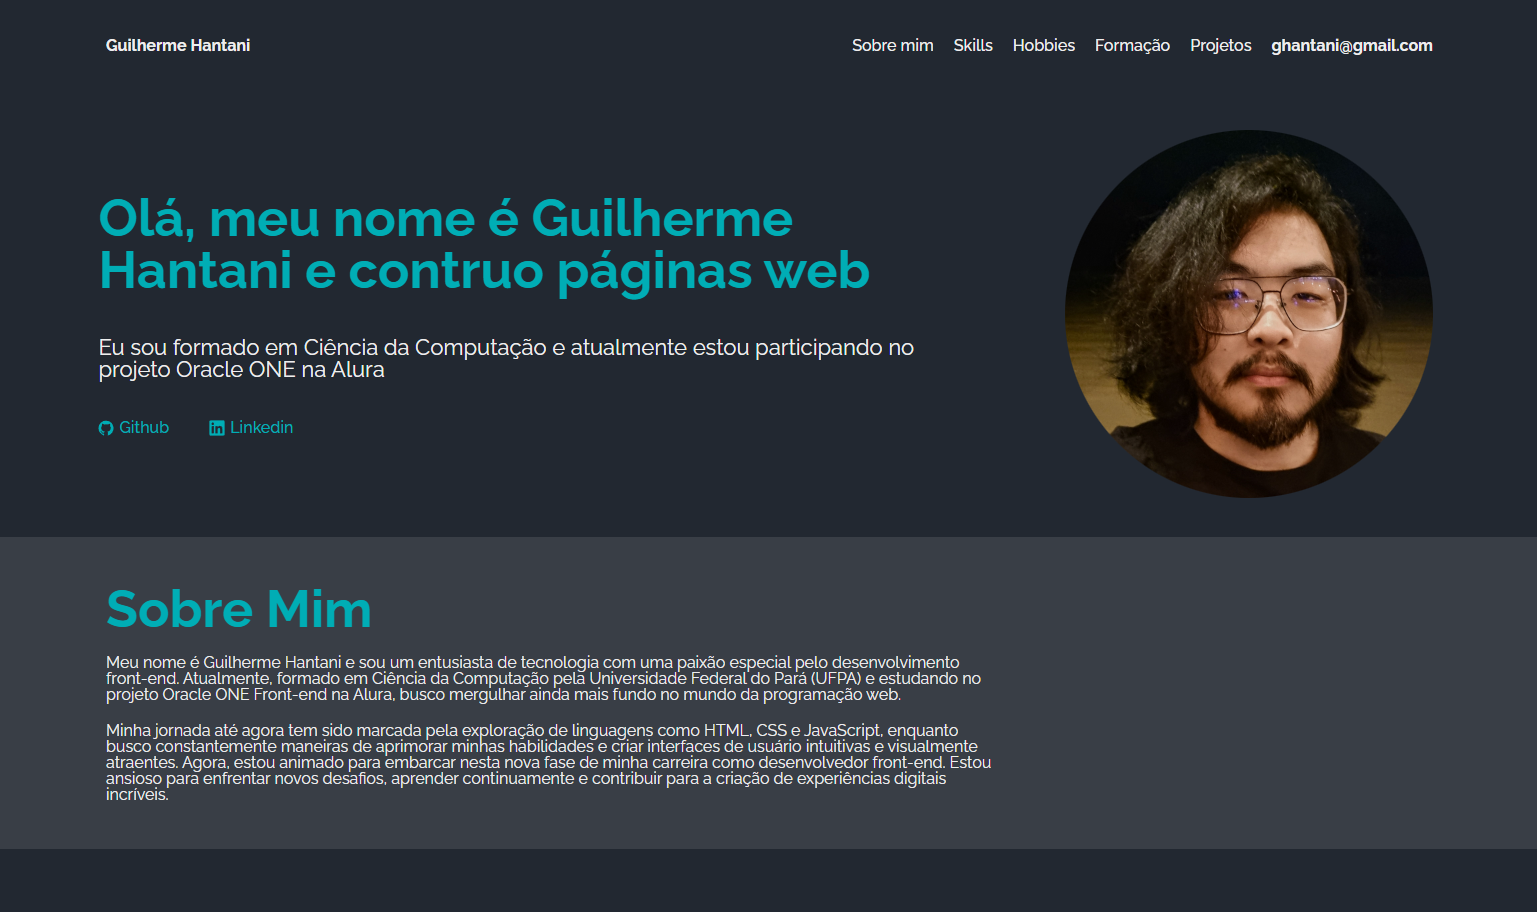 Guilherme Hantani
Sobre mim Skills Hobbies Formação Projetos ghantani@gmail.com
Olá, meu nome é Guilherme
Hantani e contruo páginas web
Eu sou formado em Ciência da Computação e atualmente estou participando no
projeto Oracle ONE na Alura
Github Linkedin
Sobre Mim
Meu nome é Guilherme Hantani e sou um entusiasta de tecnologia com uma paixão especial pelo desenvolvimento
front-end. Atualmente, formado em Ciência da Computação pela Universidade Federal do Pará (UFPA) e estudando no
projeto Oracle ONE Front-end na Alura, busco mergulhar ainda mais fundo no mundo da programação web.
Minha jornada até agora tem sido marcada pela exploração de linguagens como HTML, CSS e JavaScript, enquanto
busco constantemente maneiras de aprimorar minhas habilidades e criar interfaces de usuário intuitivas e visualmente
atraentes. Agora, estou animado para embarcar nesta nova fase de minha carreira como desenvolvedor front-end. Estou
ansioso para enfrentar novos desafios, aprender continuamente e contribuir para a criação de experiências digitais
incríveis.